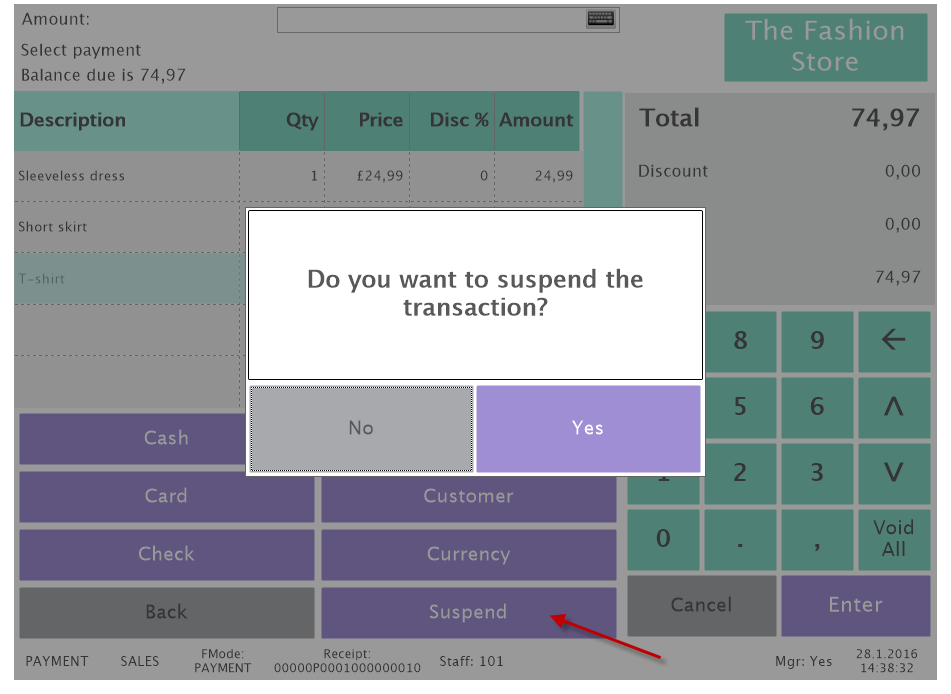 Amount:
The Fashion
Store
Select payment
Balance due is 74,97
Description Qty Price Disc % Amount
Sleeveless dress 1 £24,99 0 24,99
Short skirt
T-shirt
Total 74,97
Discount 0,00
0,00
74,97
Do you want to suspend the
transaction?
No Yes
8 9 ←
5 6 Λ
1 2 3 V
0 . , Void
All
Cash
Card Customer
Check Currency
Back Suspend
Cancel Enter
PAYMENT SALES FMode:
PAYMENT Receipt:
00000P0001000000010 Staff: 101 Mgr: Yes 28.1.2016
14:38:32